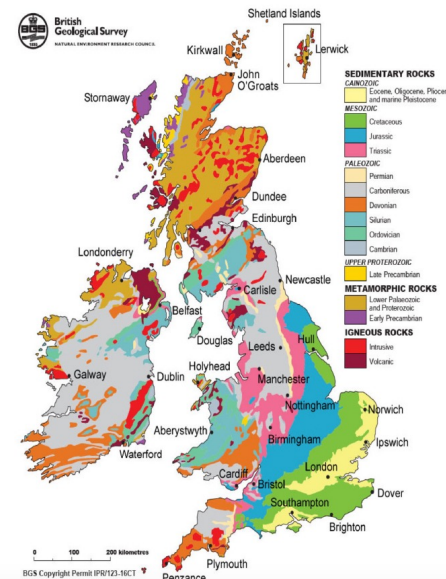 British
Geological Survey
NATURAL ENVIRONMENT RESEARCH COUNCIL
BGS
1835
Shetland Islands
Kirkwall
Lerwick
John
O'Groats
Stornaway
Aberdeen
Dundee
Edinburgh
Londonderry
Newcastle
Carlisle
Belfast
Douglas
Leeds
Hull
Holyhead
Manchester
Galway
Dublin
Nottingham
Norwich
Aberystwyth
Birmingham
Ipswich
Waterford
London
Cardiff
Bristol
Dover
Southampton
Brighton
Plymouth
Penzance
SEDIMENTARY ROCKS
CAINOZOIC
Eocene, Oligocene, Pliocen
and marine Pleistocene
MESOZOIC
Cretaceous
Jurassic
Triassic
PALEOZOIC
Permian
Carboniferous
Devonian
Silurian
Ordovician
Cambrian
UPPER PROTEROZOIC
Late Precambrian
METAMORPHIC ROCKS
Lower Palaeozoic
and Proterozoic
Early Precambrian
IGNEOUS ROCKS
Intrusive
Volcanic
0 100 200 kilometres
BGS Copyright Permit IPR/123-16CT